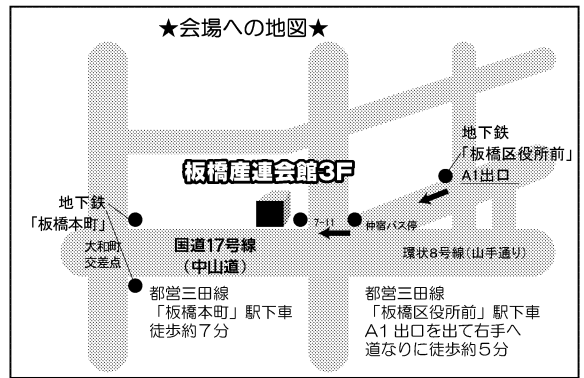 ★会場への地図★
地下鉄
「板橋区役所前」
A1出口
板橋産連会館3F
地下鉄
「板橋本町」
7-11
仲宿バス停
大和町
交差点
国道17号線
(中山道)
環状8号線(山手通り)
都営三田線
「板橋本町」駅下車
徒歩約7分
都営三田線
「板橋区役所前」駅下車
A1出口を出て右手へ
道なりに徒歩約5分